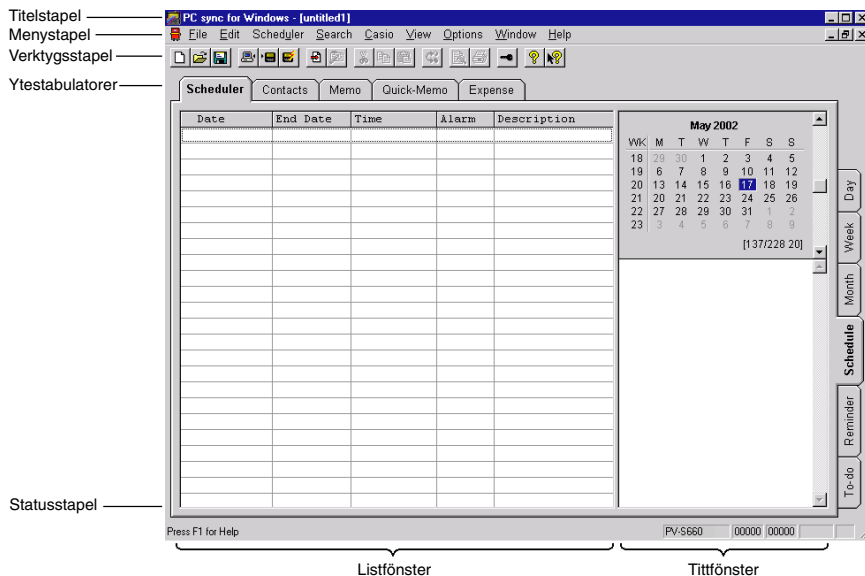 Titelstapel
Menystapel
Verktygsstapel
Ytestabulatorer
Statusstapel
PC sync for Windows - [untitled1]
File Edit Scheduler Search Casio View Options Window Help
Scheduler Contacts Memo Quick-Memo Expense
Date End Date Time Alarm Description
May 2002
WK M T W T F S S
18 29 30 1 2 3 4 5
19 6 7 8 9 10 11 12
20 13 14 15 16 17 18 19
21 20 21 22 23 24 25 26
22 27 28 29 30 31 1 2
23 3 4 5 6 7 8 9
[137/228 20]
Day
Week
Month
Schedule
Reminder
To-do
Press F1 for Help PV-S660 00000 00000
Listfönster Tittfönster